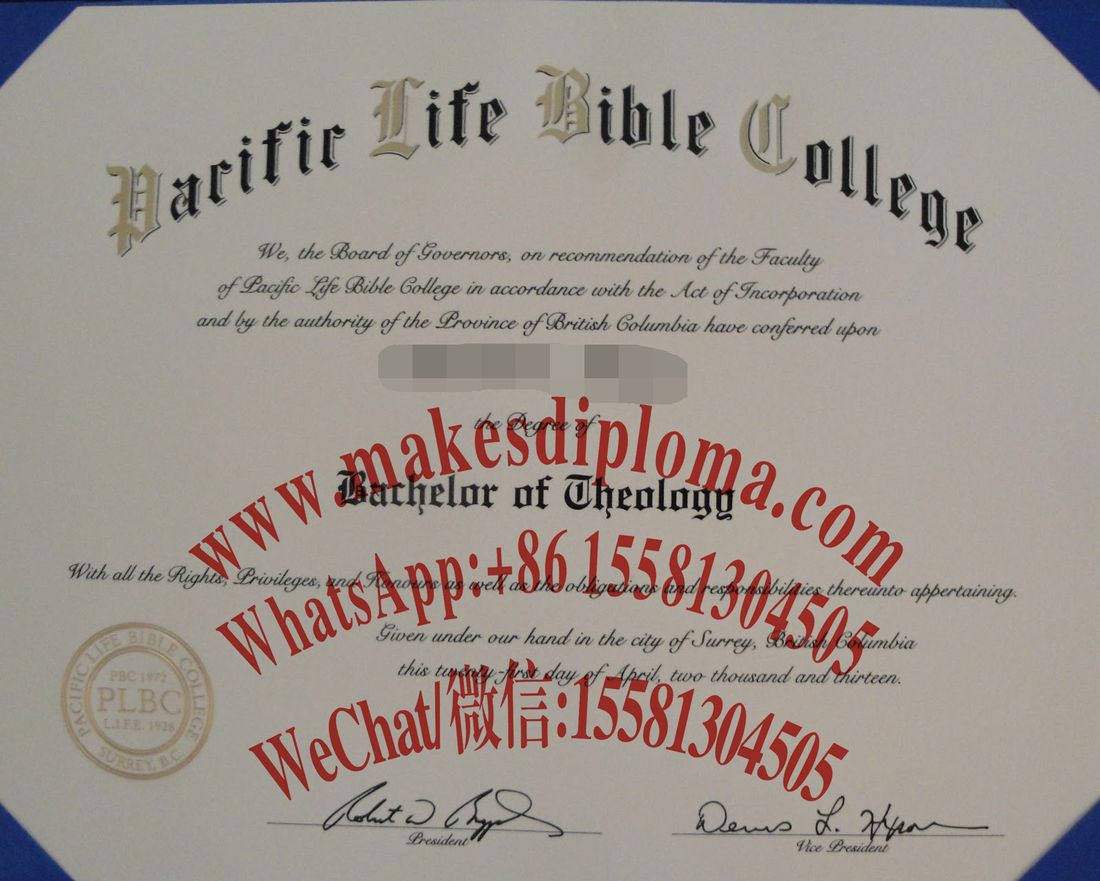 Pacific Life Bible College
We, the Board of Governors, on recommendation of the Faculty
of Pacific Life Bible College in accordance with the Act of Incorporation
and by the authority of the Province of British Columbia have conferred upon
the Degree of
www.makesdiploma.com
Bachelor of Theology
WhatsApp:+86 15581304505
With all the Rights, Privileges, and Honours as well as the obligations and responsibilities thereunto appertaining.
Given under our hand in the city of Surrey, British Columbia
this twenty-first day of April, two thousand and thirteen.
WeChat/微信:15581304505
PACIFIC LIFE BIBLE COLLEGE
PBC 1972
PLBC
L.I.F.E. 1928
SURREY, B.C.
President
Vice President